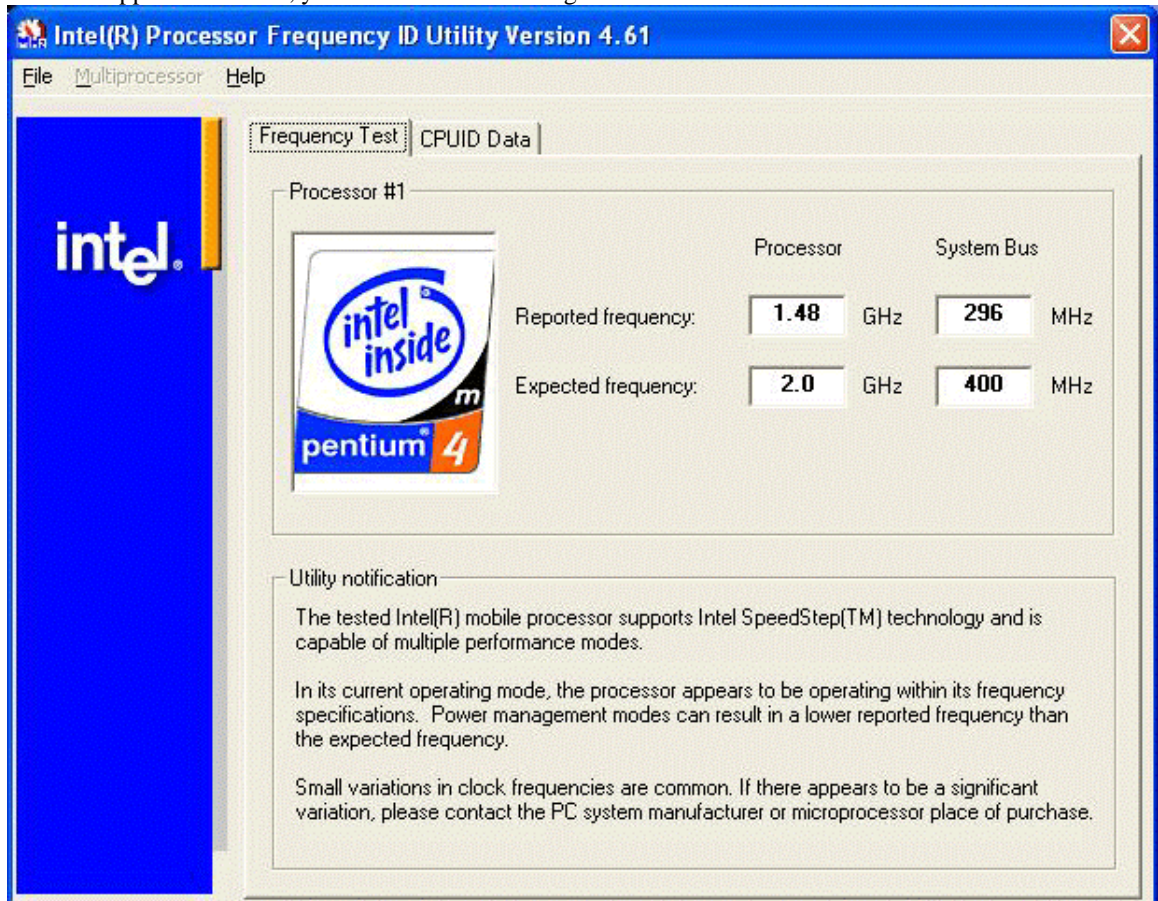 Intel(R) Processor Frequency ID Utility Version 4.61
File Multiprocessor Help
Frequency Test CPUID Data
intel.
Processor #1
intel inside
m
pentium 4
Processor System Bus
Reported frequency: 1.48 GHz 296 MHz
Expected frequency: 2.0 GHz 400 MHz
Utility notification
The tested Intel(R) mobile processor supports Intel SpeedStep(TM) technology and is
capable of multiple performance modes.
In its current operating mode, the processor appears to be operating within its frequency
specifications.  Power management modes can result in a lower reported frequency than
the expected frequency.
Small variations in clock frequencies are common. If there appears to be a significant
variation, please contact the PC system manufacturer or microprocessor place of purchase.